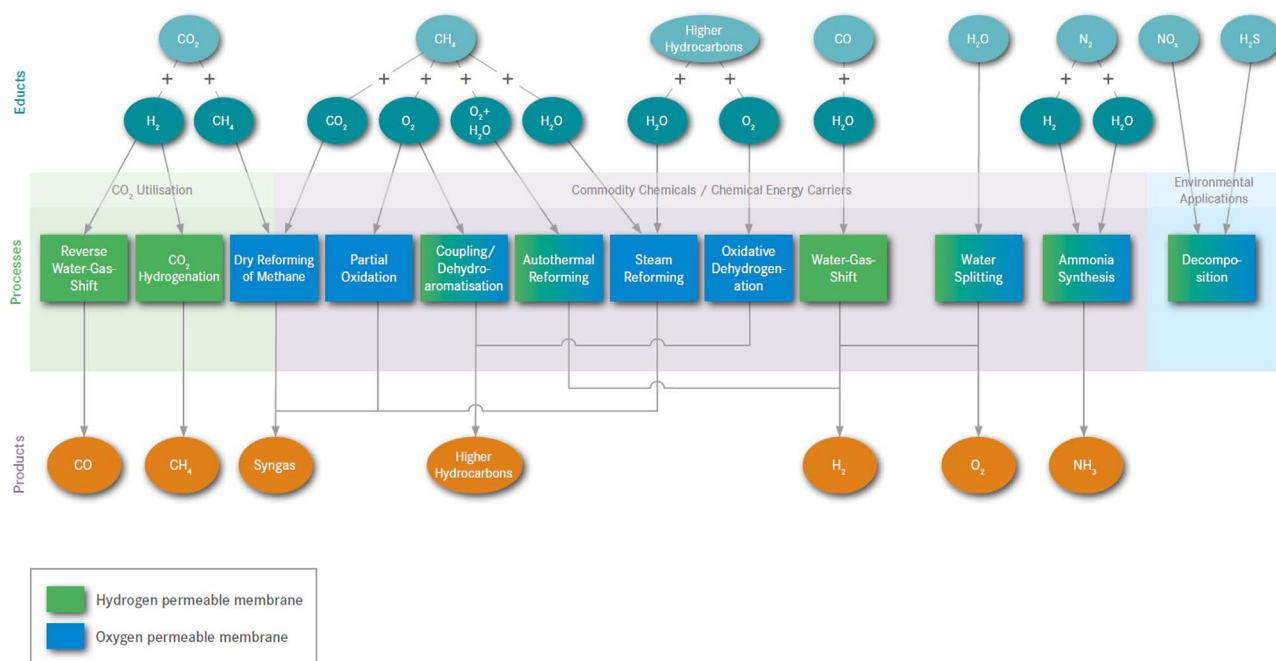 CO₂
CH₄
Higher
Hydrocarbons
CO
H₂O
N₂
NOₓ
H₂S
Educts
+ + + + + + + + + + +
H₂
CH₄
CO₂
O₂
O₂+
H₂O
H₂O
H₂O
O₂
H₂O
H₂
H₂O
CO₂ Utilisation
Commodity Chemicals / Chemical Energy Carriers
Environmental
Applications
Processes
Reverse
Water-Gas-
Shift
CO₂
Hydrogenation
Dry Reforming
of Methane
Partial
Oxidation
Coupling/
Dehydro-
aromatisation
Autothermal
Reforming
Steam
Reforming
Oxidative
Dehydrogen-
ation
Water-Gas-
Shift
Water
Splitting
Ammonia
Synthesis
Decompo-
sition
Products
CO
CH₄
Syngas
Higher
Hydrocarbons
H₂
O₂
NH₃
Hydrogen permeable membrane
Oxygen permeable membrane